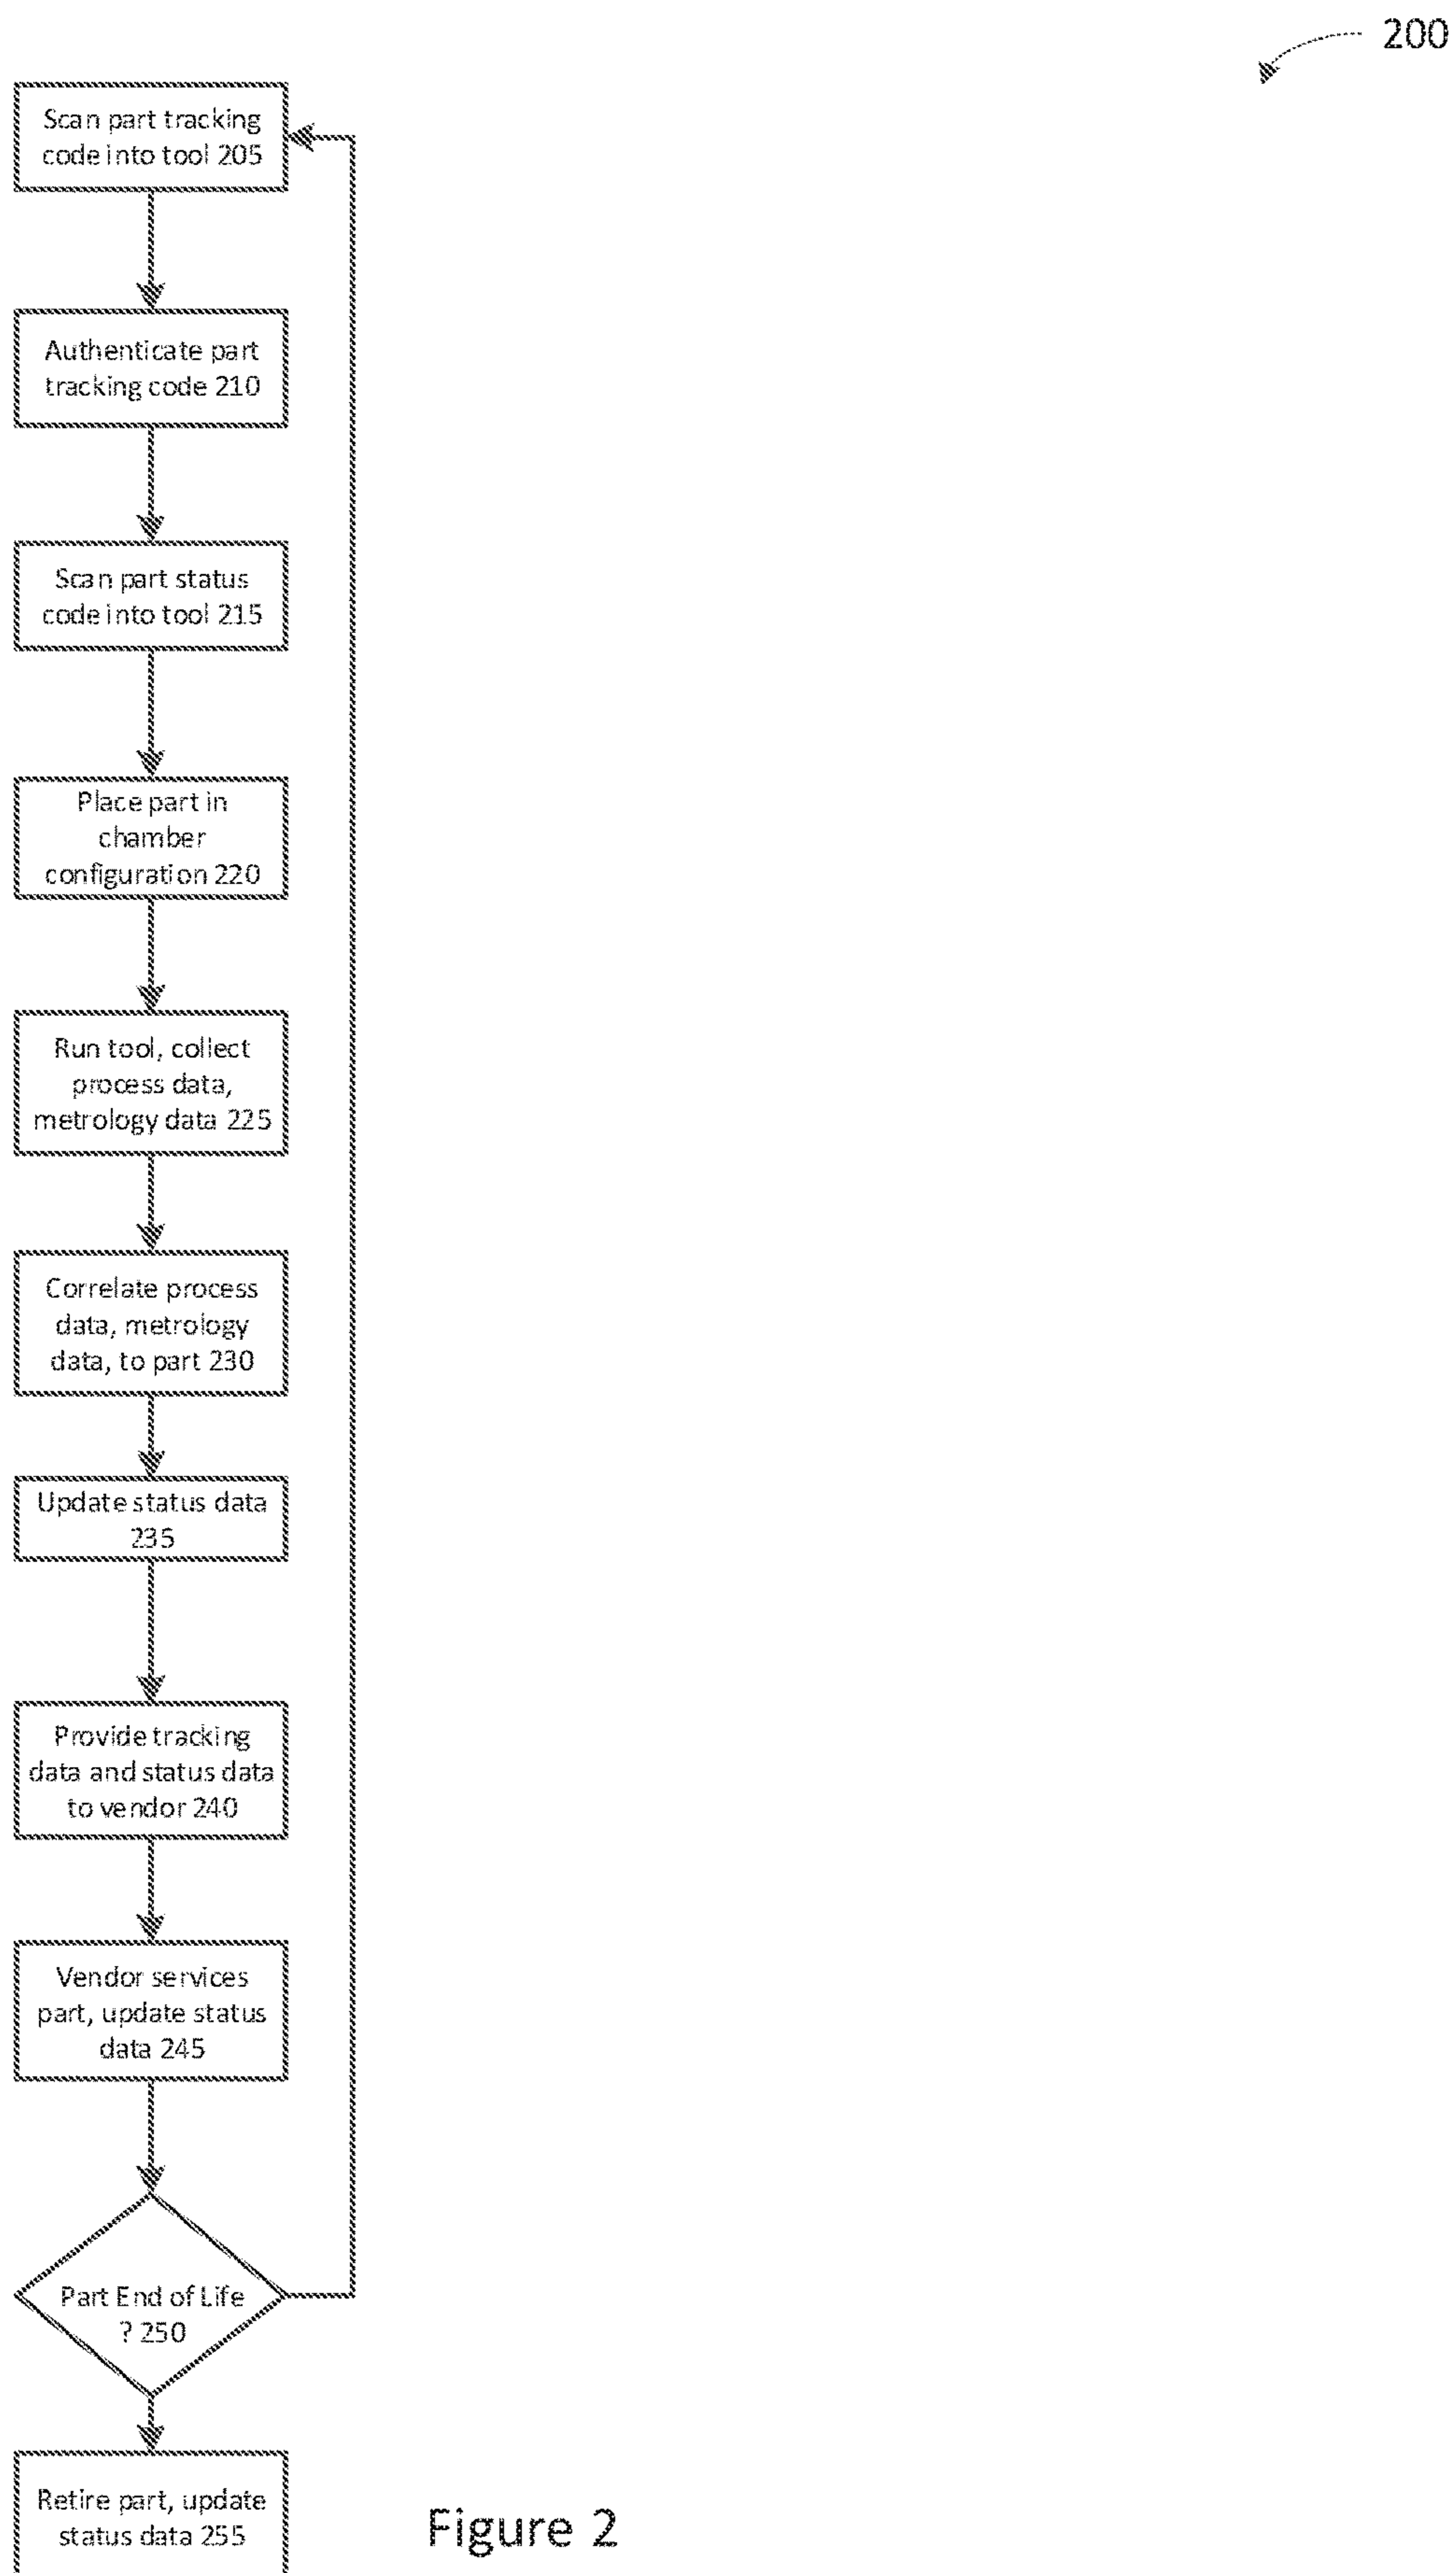 200
Scan part tracking
code into tool 205
Authenticate part
tracking code 210
Scan part status
code into tool 215
Place part in
chamber
configuration 220
Run tool, collect
process data,
metrology data 225
Correlate process
data, metrology
data, to part 230
Update status data
235
Provide tracking
data and status data
to vendor 240
Vendor services
part, update status
data 245
Part End of Life
? 250
Retire part, update
status data 255
Figure 2